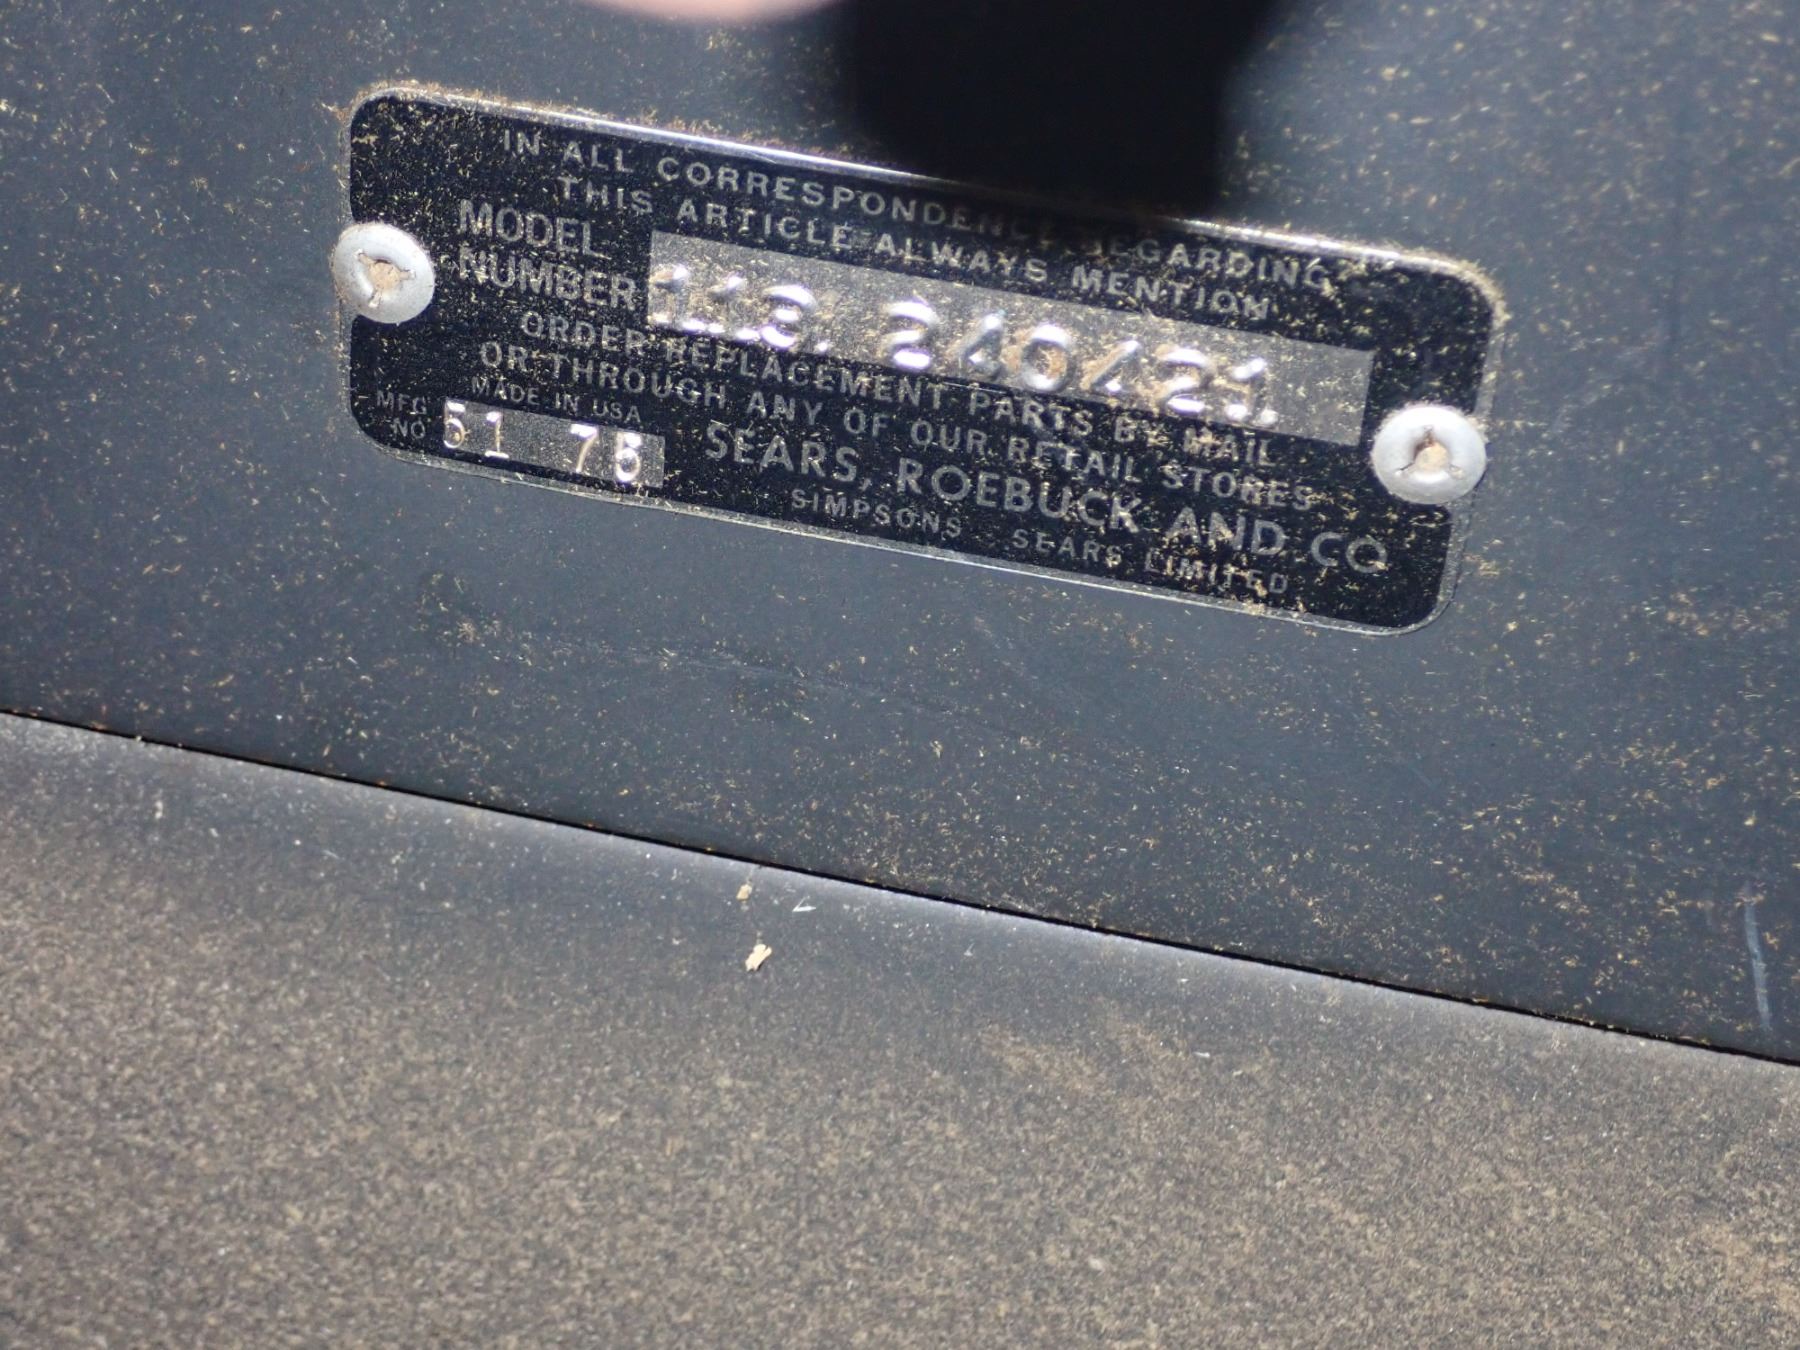 IN ALL CORRESPONDENCE REGARDING
THIS ARTICLE ALWAYS MENTION
MODEL
NUMBER 113. 240421.
ORDER REPLACEMENT PARTS BY MAIL
OR THROUGH ANY OF OUR RETAIL STORES
MADE IN USA
MFG
NO 51 75
SEARS, ROEBUCK AND CO
SIMPSONS - SEARS LIMITED